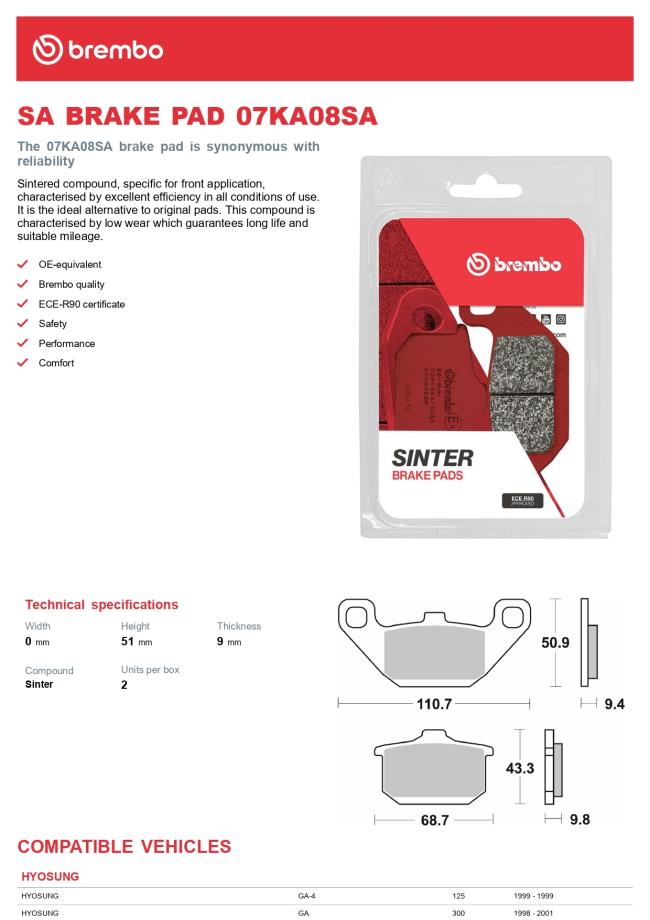 brembo
SA BRAKE PAD 07KA08SA
The 07KA08SA brake pad is synonymous with
reliability
Sintered compound, specific for front application,
characterised by excellent efficiency in all conditions of use.
It is the ideal alternative to original pads. This compound is
characterised by low wear which guarantees long life and
suitable mileage.
OE-equivalent
Brembo quality
ECE-R90 certificate
Safety
Performance
Comfort
brembo
.com
brembo
SINTER
BRAKE PADS
ECE R90
APPROVED
Technical specifications
Width
Height
Thickness
0 mm
51 mm
9 mm
Compound
Units per box
Sinter
2
50.9
110.7
9.4
43.3
68.7
9.8
COMPATIBLE VEHICLES
HYOSUNG
HYOSUNG GA-4 125 1999 - 1999
HYOSUNG GA 300 1998 - 2001